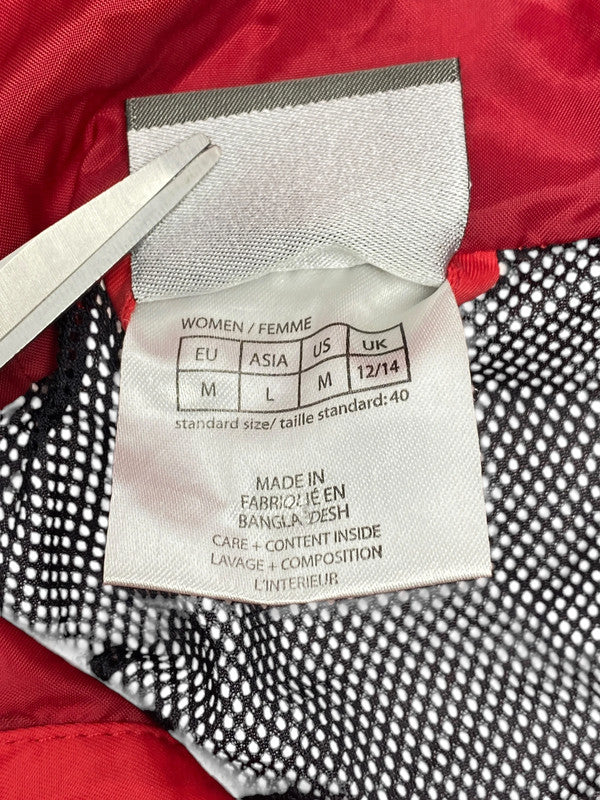 WOMEN / FEMME
EU ASIA US UK
M L M 12/14
standard size/ taille standard: 40
MADE IN
FABRIQUÉ EN
BANGLADESH
CARE + CONTENT INSIDE
LAVAGE + COMPOSITION
L'INTERIEUR